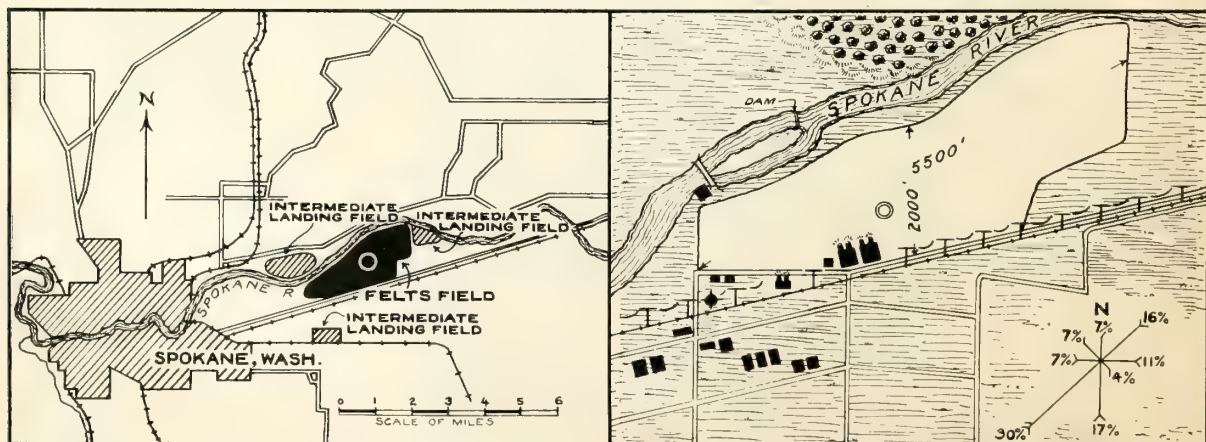 N
INTERMEDIATE
LANDING FIELD
INTERMEDIATE
LANDING FIELD
SPOKANE R.
FELTS FIELD
INTERMEDIATE
LANDING FIELD
SPOKANE, WASH.
0 1 2 3 4 5 6
SCALE OF MILES
SPOKANE RIVER
DAM
5500'
2000'
N
7%
16%
7%
7%
11%
4%
30%
17%